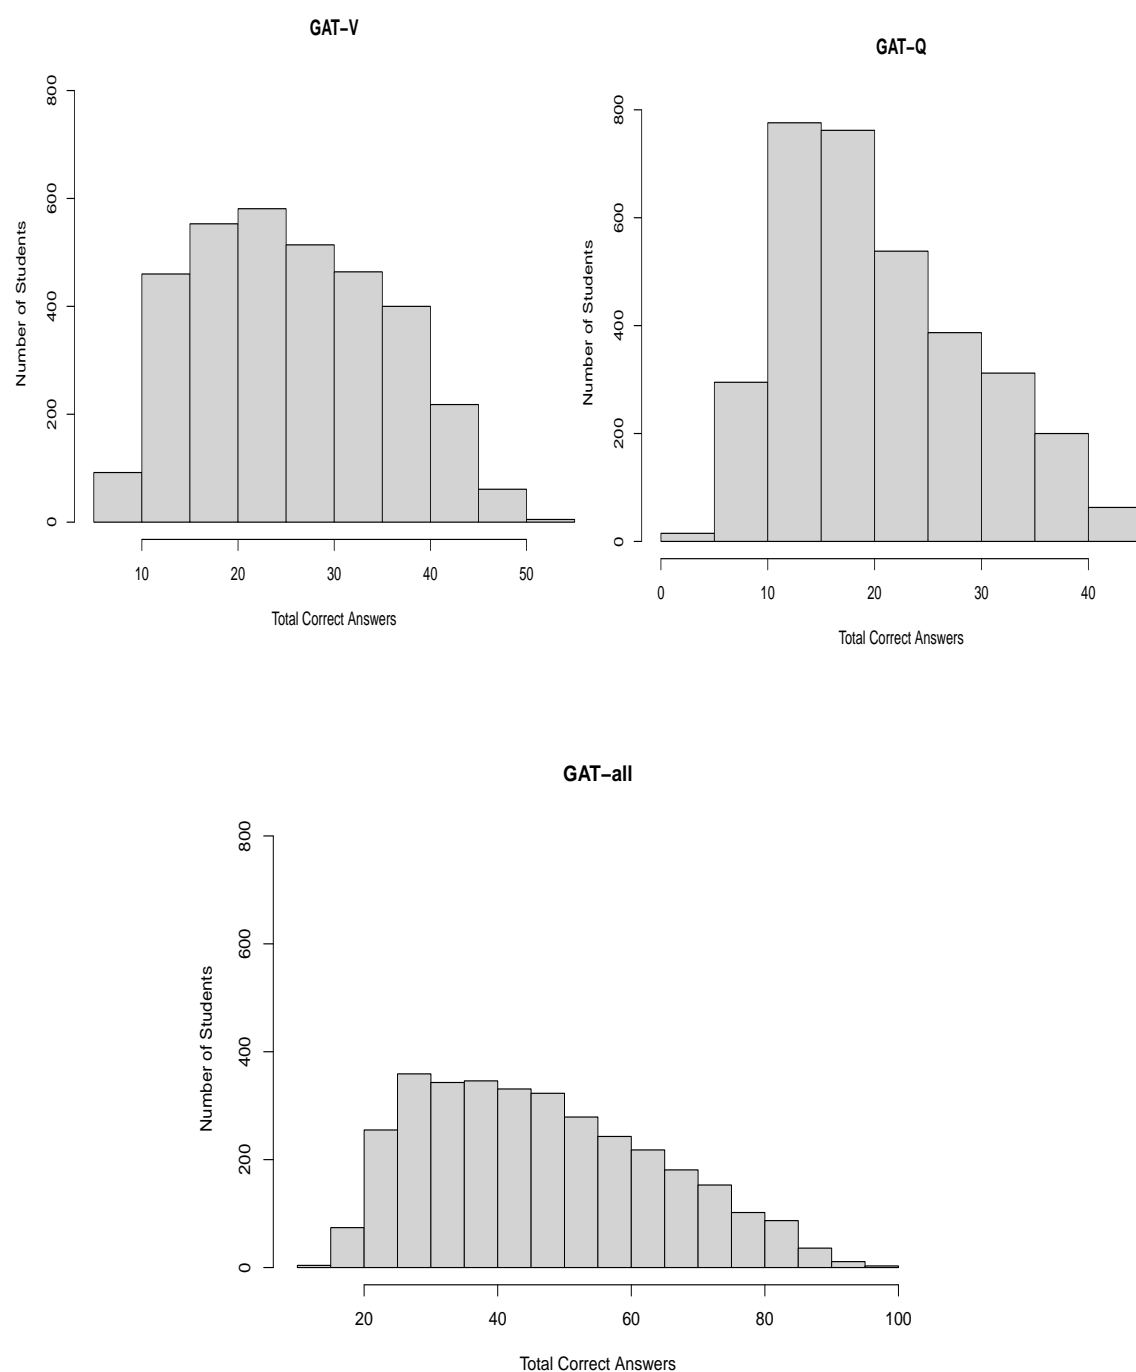 GAT−V
800
600
400
200
0
Number of Students
10 20 30 40 50
Total Correct Answers
GAT−Q
800
600
400
200
0
Number of Students
0 10 20 30 40
Total Correct Answers
GAT−all
800
600
400
200
0
Number of Students
20 40 60 80 100
Total Correct Answers